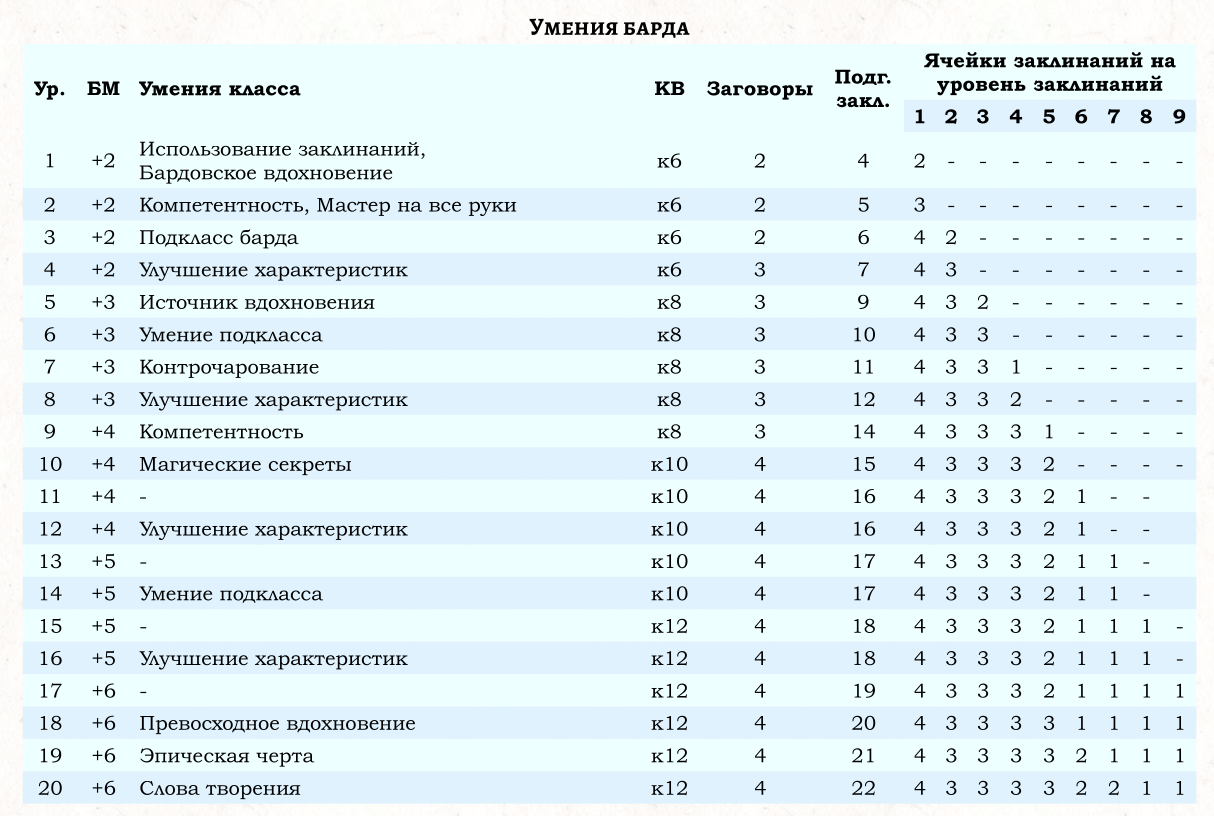 Умения барда
Ячейки заклинаний на
Ур. БМ Умения класса КВ Заговоры Подг. закл. уровень заклинаний
1 2 3 4 5 6 7 8 9
1 +2 Использование заклинаний, Бардовское вдохновение к6 2 4 2 - - - - - - - -
2 +2 Компетентность, Мастер на все руки к6 2 5 3 - - - - - - - -
3 +2 Подкласс барда к6 2 6 4 2 - - - - - - -
4 +2 Улучшение характеристик к6 3 7 4 3 - - - - - - -
5 +3 Источник вдохновения к8 3 9 4 3 2 - - - - - -
6 +3 Умение подкласса к8 3 10 4 3 3 - - - - - -
7 +3 Контрочарование к8 3 11 4 3 3 1 - - - - -
8 +3 Улучшение характеристик к8 3 12 4 3 3 2 - - - - -
9 +4 Компетентность к8 3 14 4 3 3 3 1 - - - -
10 +4 Магические секреты к10 4 15 4 3 3 3 2 - - - -
11 +4 - к10 4 16 4 3 3 3 2 1 - -
12 +4 Улучшение характеристик к10 4 16 4 3 3 3 2 1 - -
13 +5 - к10 4 17 4 3 3 3 2 1 1 -
14 +5 Умение подкласса к10 4 17 4 3 3 3 2 1 1 -
15 +5 - к12 4 18 4 3 3 3 2 1 1 1 -
16 +5 Улучшение характеристик к12 4 18 4 3 3 3 2 1 1 1 -
17 +6 - к12 4 19 4 3 3 3 2 1 1 1 1
18 +6 Превосходное вдохновение к12 4 20 4 3 3 3 3 1 1 1 1
19 +6 Эпическая черта к12 4 21 4 3 3 3 3 2 1 1 1
20 +6 Слова творения к12 4 22 4 3 3 3 3 2 2 1 1